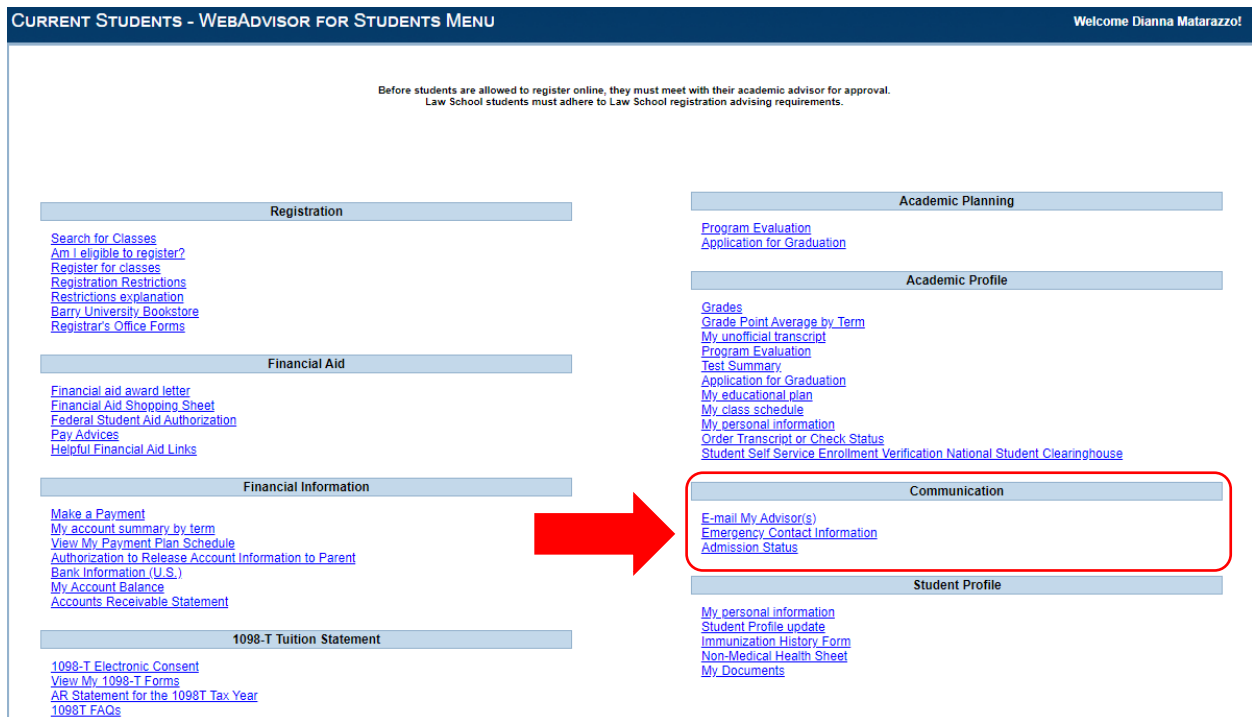 CURRENT STUDENTS - WEBADVISOR FOR STUDENTS MENU
Welcome Dianna Matarazzo!
Before students are allowed to register online, they must meet with their academic advisor for approval.
Law School students must adhere to Law School registration advising requirements.
Registration
Search for Classes
Am I eligible to register?
Register for classes
Registration Restrictions
Restrictions explanation
Barry University Bookstore
Registrar's Office Forms
Financial Aid
Financial aid award letter
Financial Aid Shopping Sheet
Federal Student Aid Authorization
Pay Advices
Helpful Financial Aid Links
Financial Information
Make a Payment
My account summary by term
View My Payment Plan Schedule
Authorization to Release Account Information to Parent
Bank Information (U.S.)
My Account Balance
Accounts Receivable Statement
1098-T Tuition Statement
1098-T Electronic Consent
View My 1098-T Forms
AR Statement for the 1098T Tax Year
1098T FAQs
Academic Planning
Program Evaluation
Application for Graduation
Academic Profile
Grades
Grade Point Average by Term
My unofficial transcript
Program Evaluation
Test Summary
Application for Graduation
My educational plan
My class schedule
My personal information
Order Transcript or Check Status
Student Self Service Enrollment Verification National Student Clearinghouse
Communication
E-mail My Advisor(s)
Emergency Contact Information
Admission Status
Student Profile
My personal information
Student Profile update
Immunization History Form
Non-Medical Health Sheet
My Documents